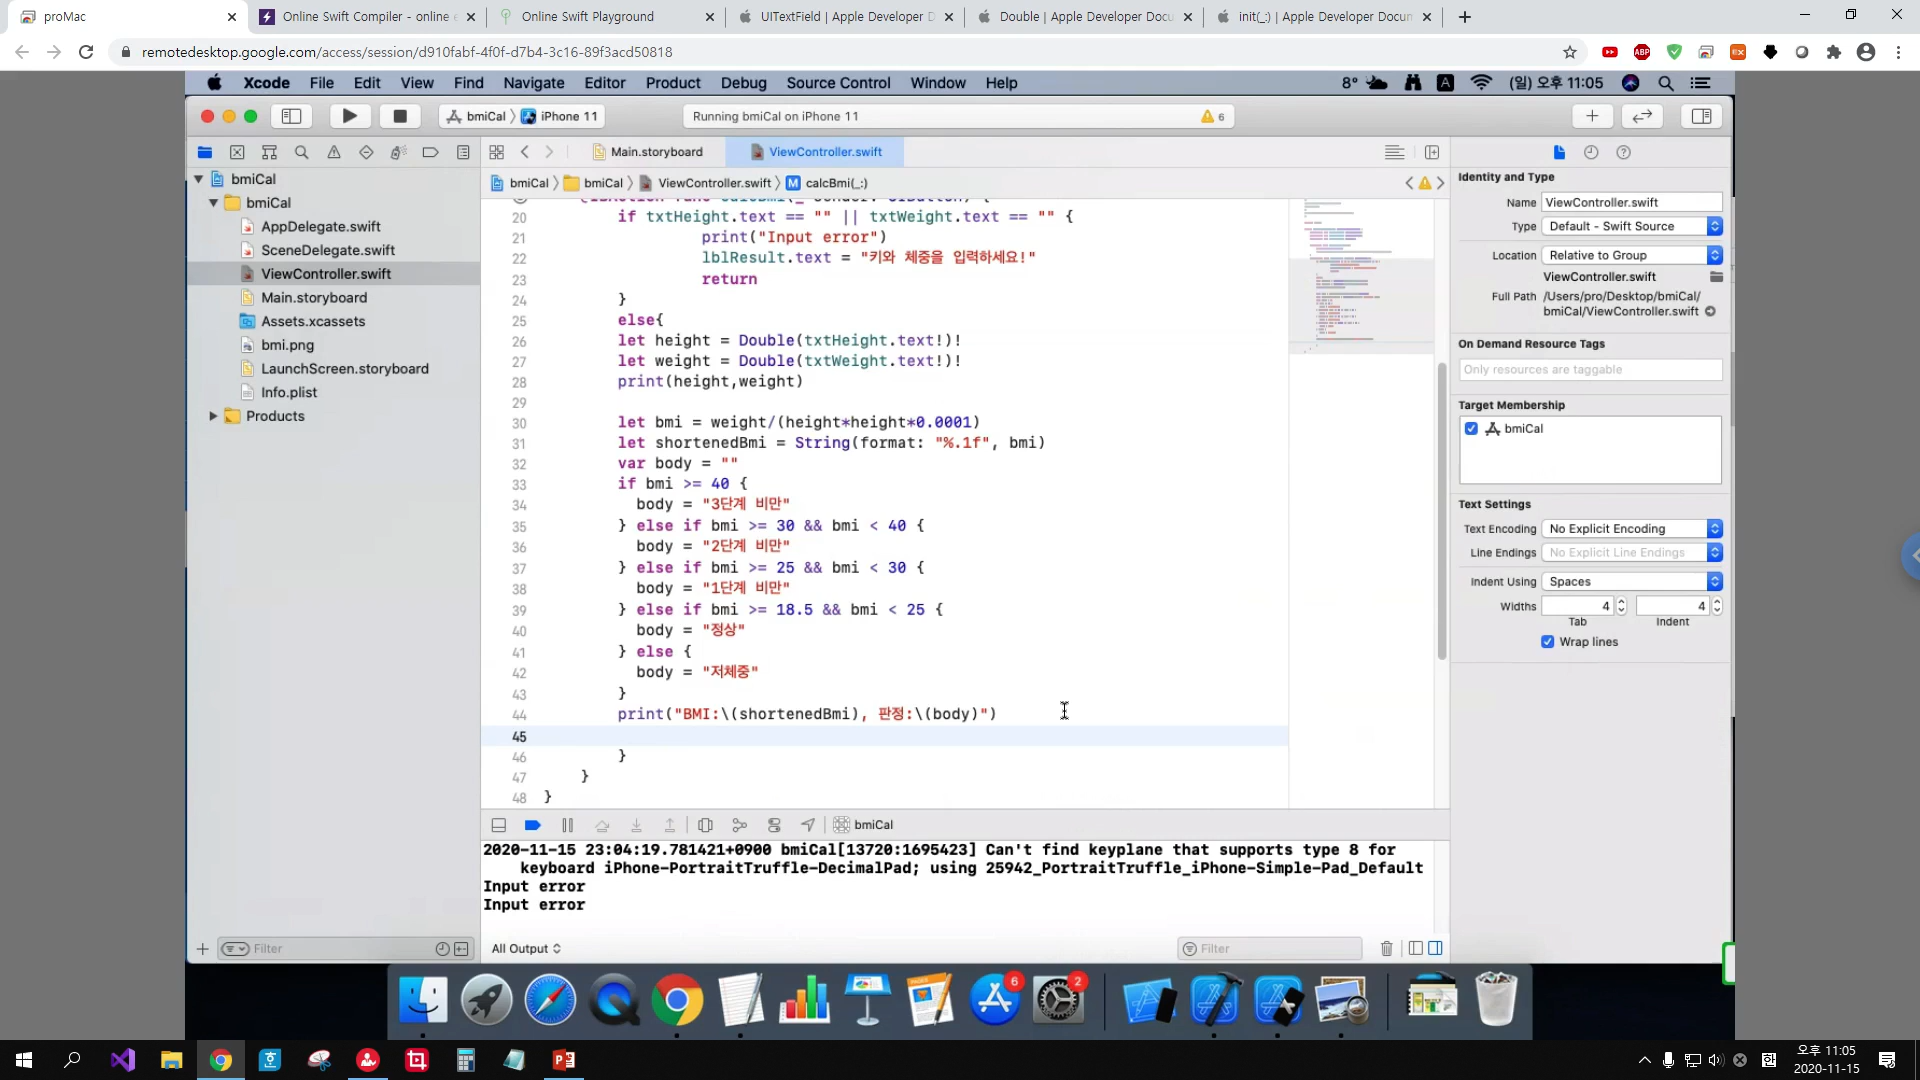 proMac
Online Swift Compiler - online e
Online Swift Playground
UITextField | Apple Developer D
Double | Apple Developer Docu
init(_:) | Apple Developer Docum
remotedesktop.google.com/access/session/d910fabf-4f0f-d7b4-3c16-89f3acd50818
Xcode File Edit View Find Navigate Editor Product Debug Source Control Window Help
8° A (일) 오후 11:05
bmiCal 〉 iPhone 11
Running bmiCal on iPhone 11
6
Main.storyboard
ViewController.swift
bmiCal 〉 bmiCal 〉 ViewController.swift 〉 M calcBmi(_:)
bmiCal
bmiCal
AppDelegate.swift
SceneDelegate.swift
ViewController.swift
Main.storyboard
Assets.xcassets
bmi.png
LaunchScreen.storyboard
Info.plist
Products
Filter
@IBAction func calcBmi(_ sender: UIButton) {
20 if txtHeight.text == "" || txtWeight.text == "" {
21 print("Input error")
22 lblResult.text = "키와 체중을 입력하세요!"
23 return
24 }
25 else{
26 let height = Double(txtHeight.text!)!
27 let weight = Double(txtWeight.text!)!
28 print(height,weight)
29
30 let bmi = weight/(height*height*0.0001)
31 let shortenedBmi = String(format: "%.1f", bmi)
32 var body = ""
33 if bmi >= 40 {
34 body = "3단계 비만"
35 } else if bmi >= 30 && bmi < 40 {
36 body = "2단계 비만"
37 } else if bmi >= 25 && bmi < 30 {
38 body = "1단계 비만"
39 } else if bmi >= 18.5 && bmi < 25 {
40 body = "정상"
41 } else {
42 body = "저체중"
43 }
44 print("BMI:\(shortenedBmi), 판정:\(body)")
45
46 }
47 }
48 }
bmiCal
2020-11-15 23:04:19.781421+0900 bmiCal[13720:1695423] Can't find keyplane that supports type 8 for
keyboard iPhone-PortraitTruffle-DecimalPad; using 25942_PortraitTruffle_iPhone-Simple-Pad_Default
Input error
Input error
All Output
Filter
Identity and Type
Name ViewController.swift
Type Default - Swift Source
Location Relative to Group
ViewController.swift
Full Path /Users/pro/Desktop/bmiCal/
bmiCal/ViewController.swift
On Demand Resource Tags
Only resources are taggable
Target Membership
bmiCal
Text Settings
Text Encoding No Explicit Encoding
Line Endings No Explicit Line Endings
Indent Using Spaces
Widths 4 4
Tab Indent
Wrap lines
6
2
오후 11:05
2020-11-15